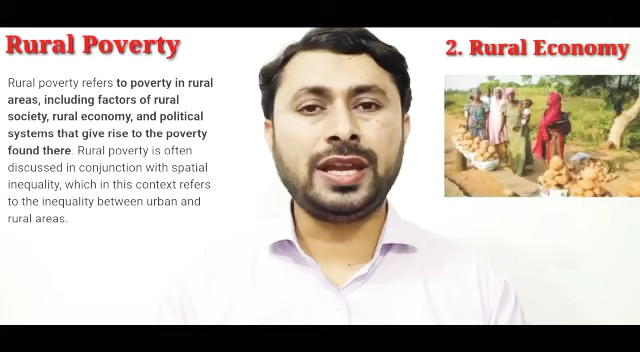 Rural Poverty
Rural poverty refers to poverty in rural
areas, including factors of rural
society, rural economy, and political
systems that give rise to the poverty
found there. Rural poverty is often
discussed in conjunction with spatial
inequality, which in this context refers
to the inequality between urban and
rural areas.
2. Rural Economy